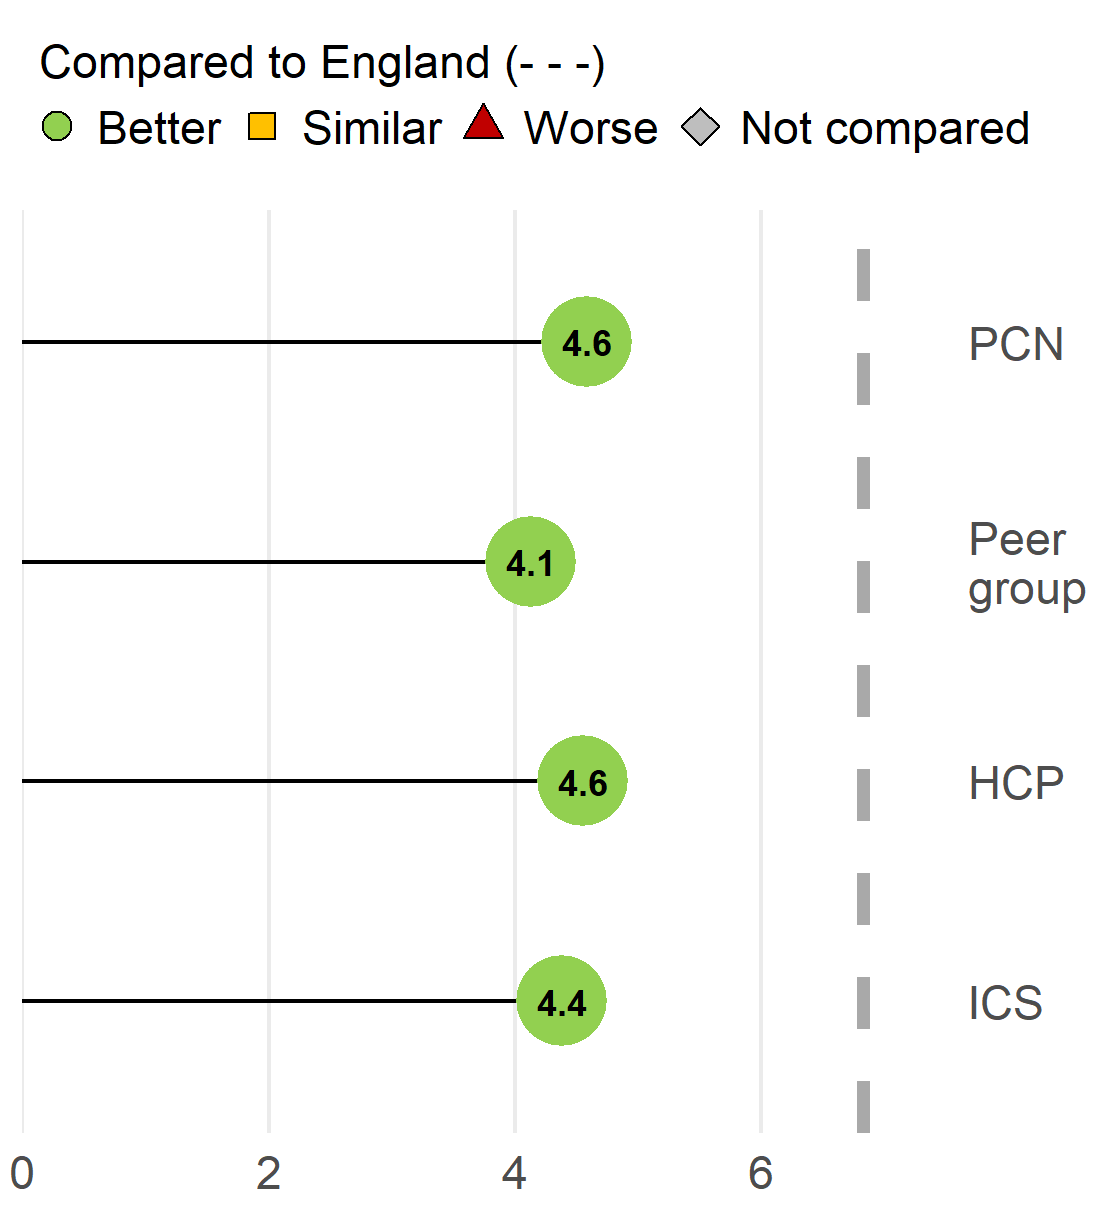 Compared to England (- - -)
Better Similar Worse Not compared
4.6 PCN
4.1 Peer
group
4.6 HCP
4.4 ICS
0 2 4 6